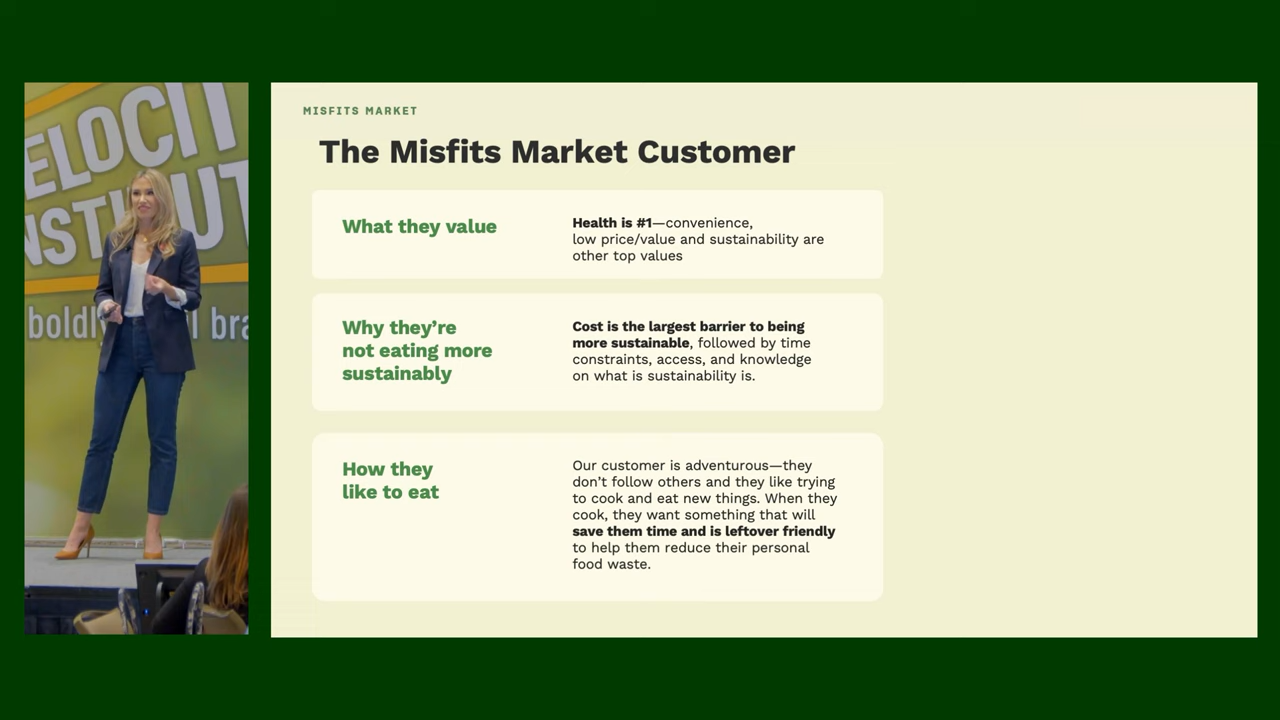 ELOCIT
NSTITUT
boldly
bra
MISFITS MARKET
The Misfits Market Customer
What they value
Health is #1—convenience,
low price/value and sustainability are
other top values
Why they're
not eating more
sustainably
Cost is the largest barrier to being
more sustainable, followed by time
constraints, access, and knowledge
on what is sustainability is.
How they
like to eat
Our customer is adventurous—they
don't follow others and they like trying
to cook and eat new things. When they
cook, they want something that will
save them time and is leftover friendly
to help them reduce their personal
food waste.